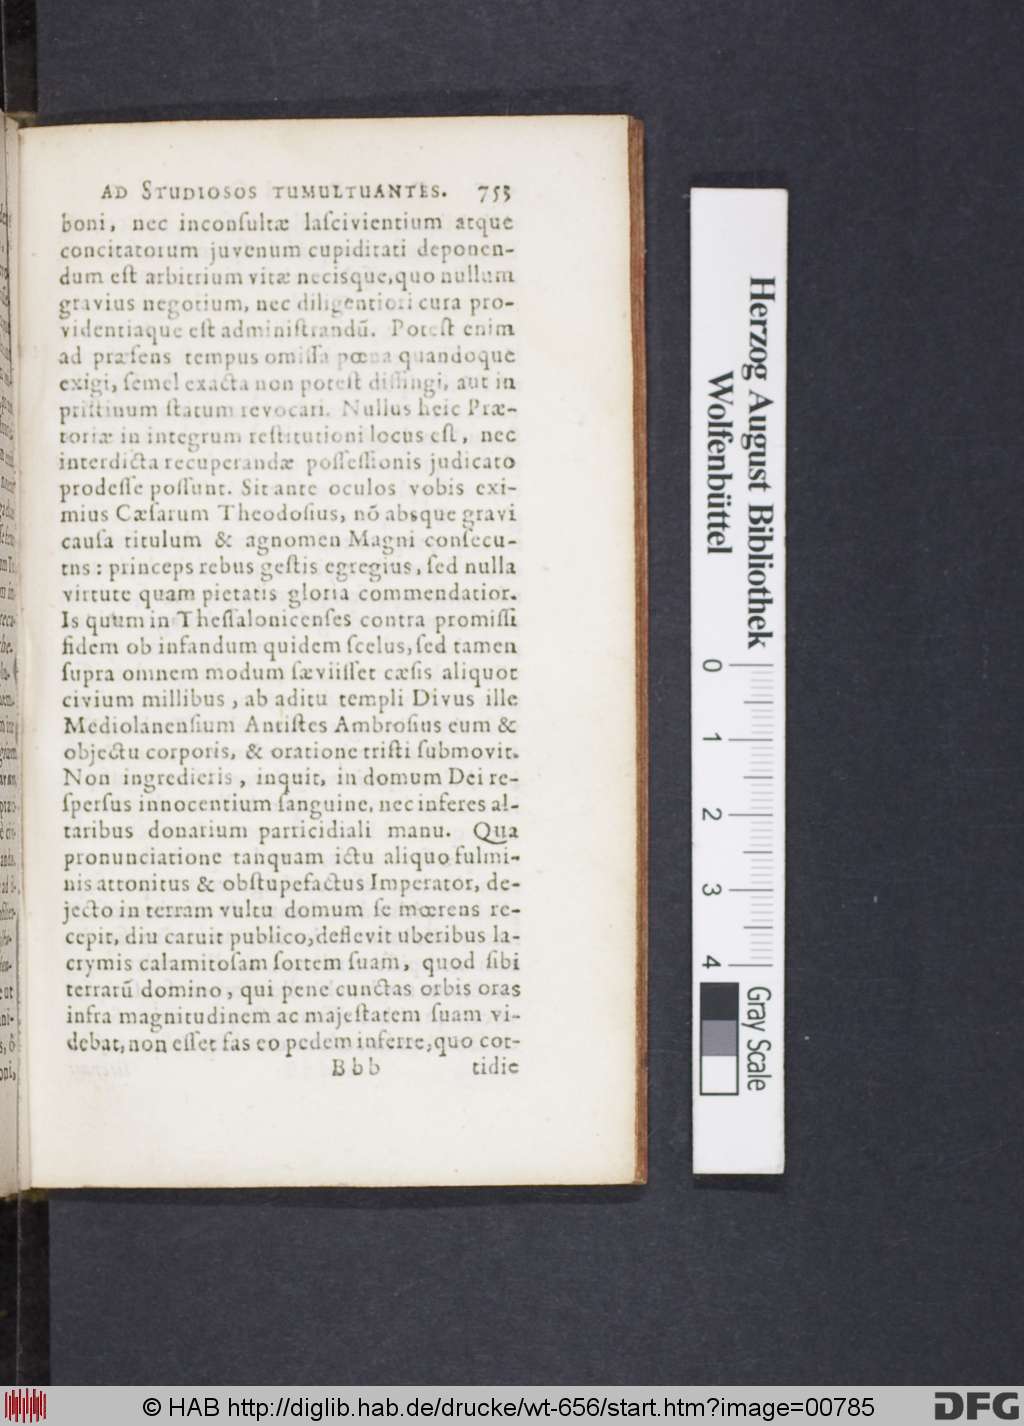 AD STUDIOSOS TUMULTUANTES. 753
boni, nec inconſultæ laſcivientium atque
concitatorum juvenum cupiditati deponen-
dum eſt arbitrium vitæ necisque, quo nullum
gravius negotium, nec diligentiori cura pro-
videntiaque eſt adminiſtrandũ. Poteſt enim
ad præſens tempus omiſſa pœna quandoque
exigi, ſemel exacta non poteſt diffingi, aut in
priſtinum ſtatum revocari. Nullus heic Præ-
toriæ in integrum reſtitutioni locus eſt, nec
interdicta recuperandæ poſſeſſionis judicato
prodeſſe poſſunt. Sit ante oculos vobis exi-
mius Cæſarum Theodoſius, nõ absque gravi
cauſa titulum & agnomen Magni conſecu-
tns: princeps rebus geſtis egregius, ſed nulla
virtute quam pietatis gloria commendatior.
Is quum in Theſſalonicenſes contra promiſſi
fidem ob infandum quidem ſcelus, ſed tamen
ſupra omnem modum ſæviiſſet cæſis aliquot
civium millibus, ab aditu templi Divus ille
Mediolanenſium Antiſtes Ambroſius eum &
objectu corporis, & oratione triſti ſubmovit.
Non ingredieris, inquit, in domum Dei re-
ſperſus innocentium ſanguine, nec inferes al-
taribus donarium parricidiali manu. Qua
pronunciatione tanquam ictu aliquo fulmi-
nis attonitus & obſtupefactus Imperator, de-
jecto in terram vultu domum ſe mœrens re-
cepit, diu caruit publico, deflevit uberibus la-
crymis calamitoſam ſortem ſuam, quod ſibi
terrarũ domino, qui pene cunctas orbis oras
infra magnitudinem ac majeſtatem ſuam vi-
debat, non eſſet fas eo pedem inferre, quo cot-
Bbb tidie
Herzog August Bibliothek
Wolfenbüttel
0 1 2 3 4
Gray Scale
© HAB http://diglib.hab.de/drucke/wt-656/start.htm?image=00785
DFG